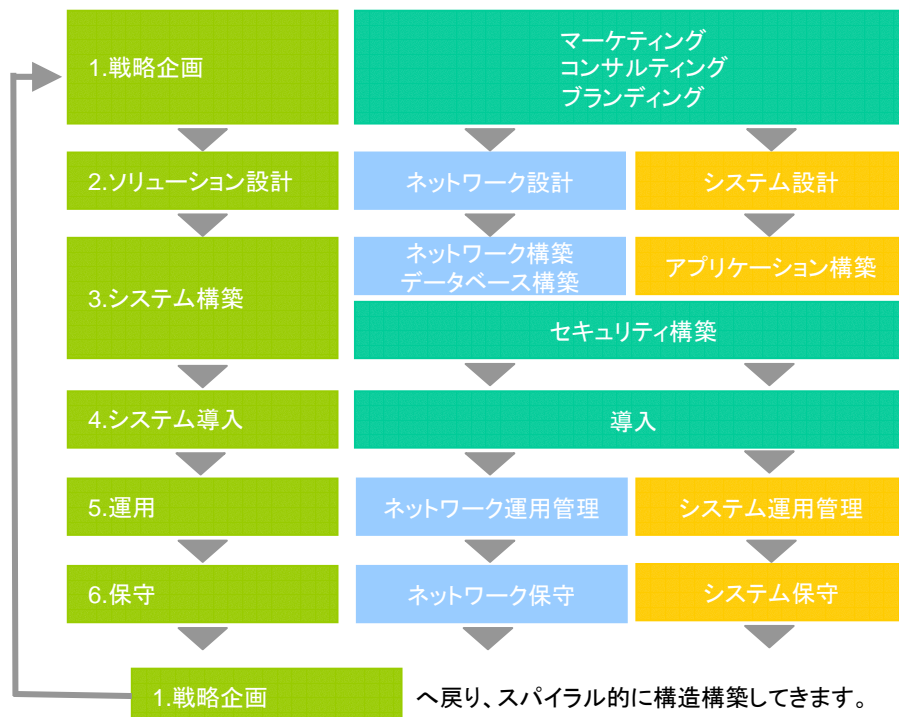 1.戦略企画
マーケティング
コンサルティング
ブランディング
2.ソリューション設計
ネットワーク設計
システム設計
3.システム構築
ネットワーク構築
データベース構築
アプリケーション構築
セキュリティ構築
4.システム導入
導入
5.運用
ネットワーク運用管理
システム運用管理
6.保守
ネットワーク保守
システム保守
1.戦略企画 へ戻り、スパイラル的に構造構築してきます。